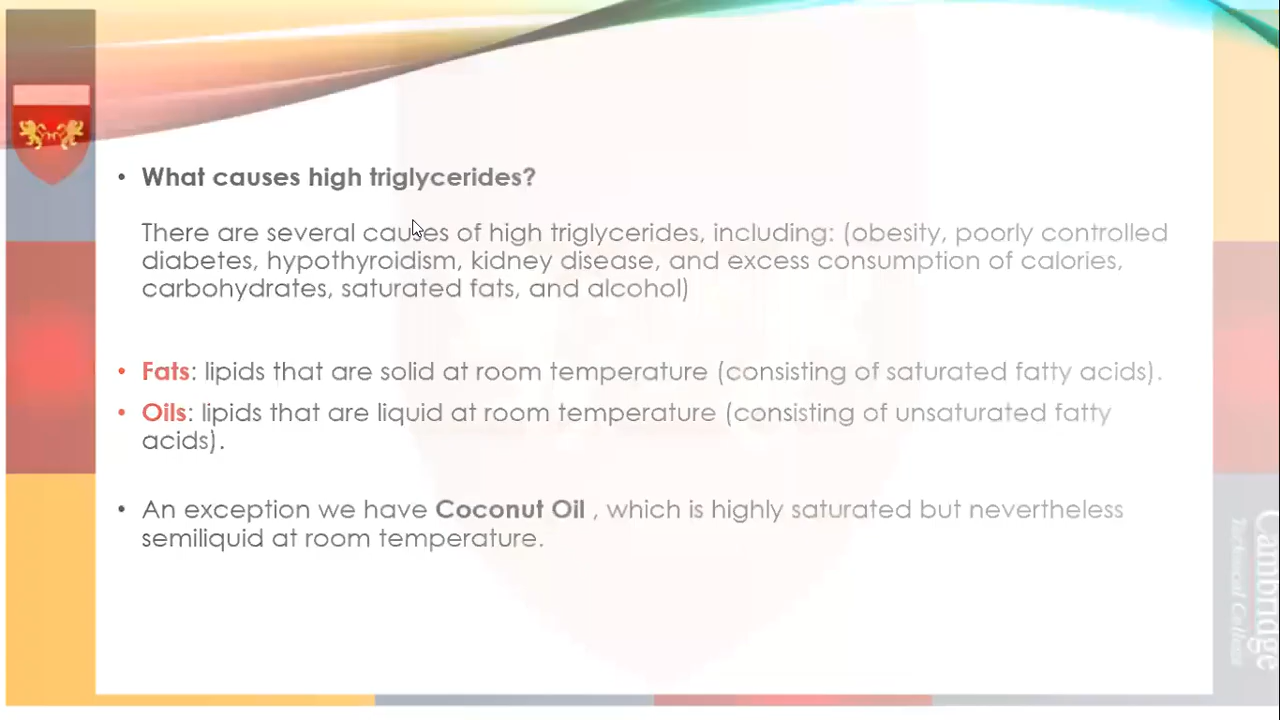 • What causes high triglycerides?
There are several causes of high triglycerides, including: (obesity, poorly controlled
diabetes, hypothyroidism, kidney disease, and excess consumption of calories,
carbohydrates, saturated fats, and alcohol)
• Fats: lipids that are solid at room temperature (consisting of saturated fatty acids).
• Oils: lipids that are liquid at room temperature (consisting of unsaturated fatty
acids).
• An exception we have Coconut Oil , which is highly saturated but nevertheless
semiliquid at room temperature.
Cambridge
Technical College